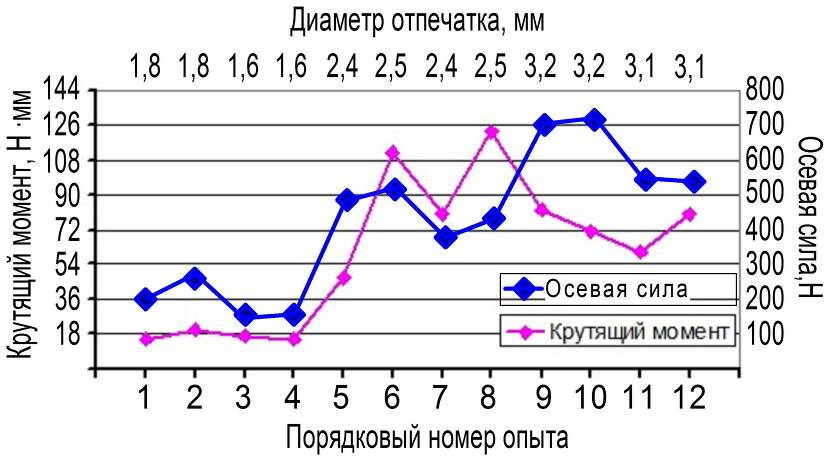 Диаметр отпечатка, мм
1,8 1,8 1,6 1,6 2,4 2,5 2,4 2,5 3,2 3,2 3,1 3,1
144 800
126 700
108 600
90 500
72 400
54 300
36 200
18 100
Крутящий момент, Н ·мм
Осевая сила,Н
Осевая сила
Крутящий момент
1 2 3 4 5 6 7 8 9 10 11 12
Порядковый номер опыта